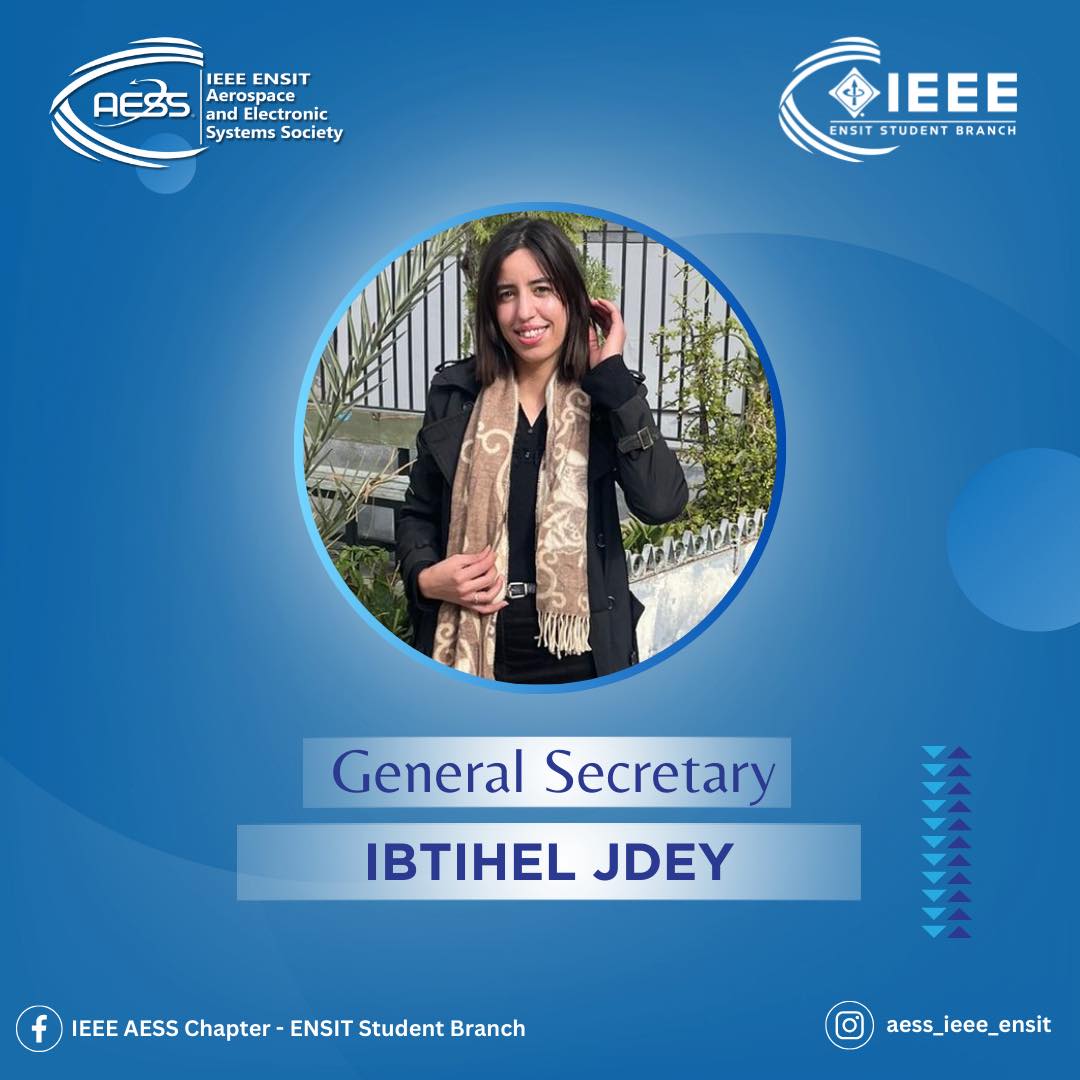 AESS
IEEE ENSIT
Aerospace
and Electronic
Systems Society
IEEE
ENSIT STUDENT BRANCH
General Secretary
IBTIHEL JDEY
IEEE AESS Chapter - ENSIT Student Branch
aess_ieee_ensit